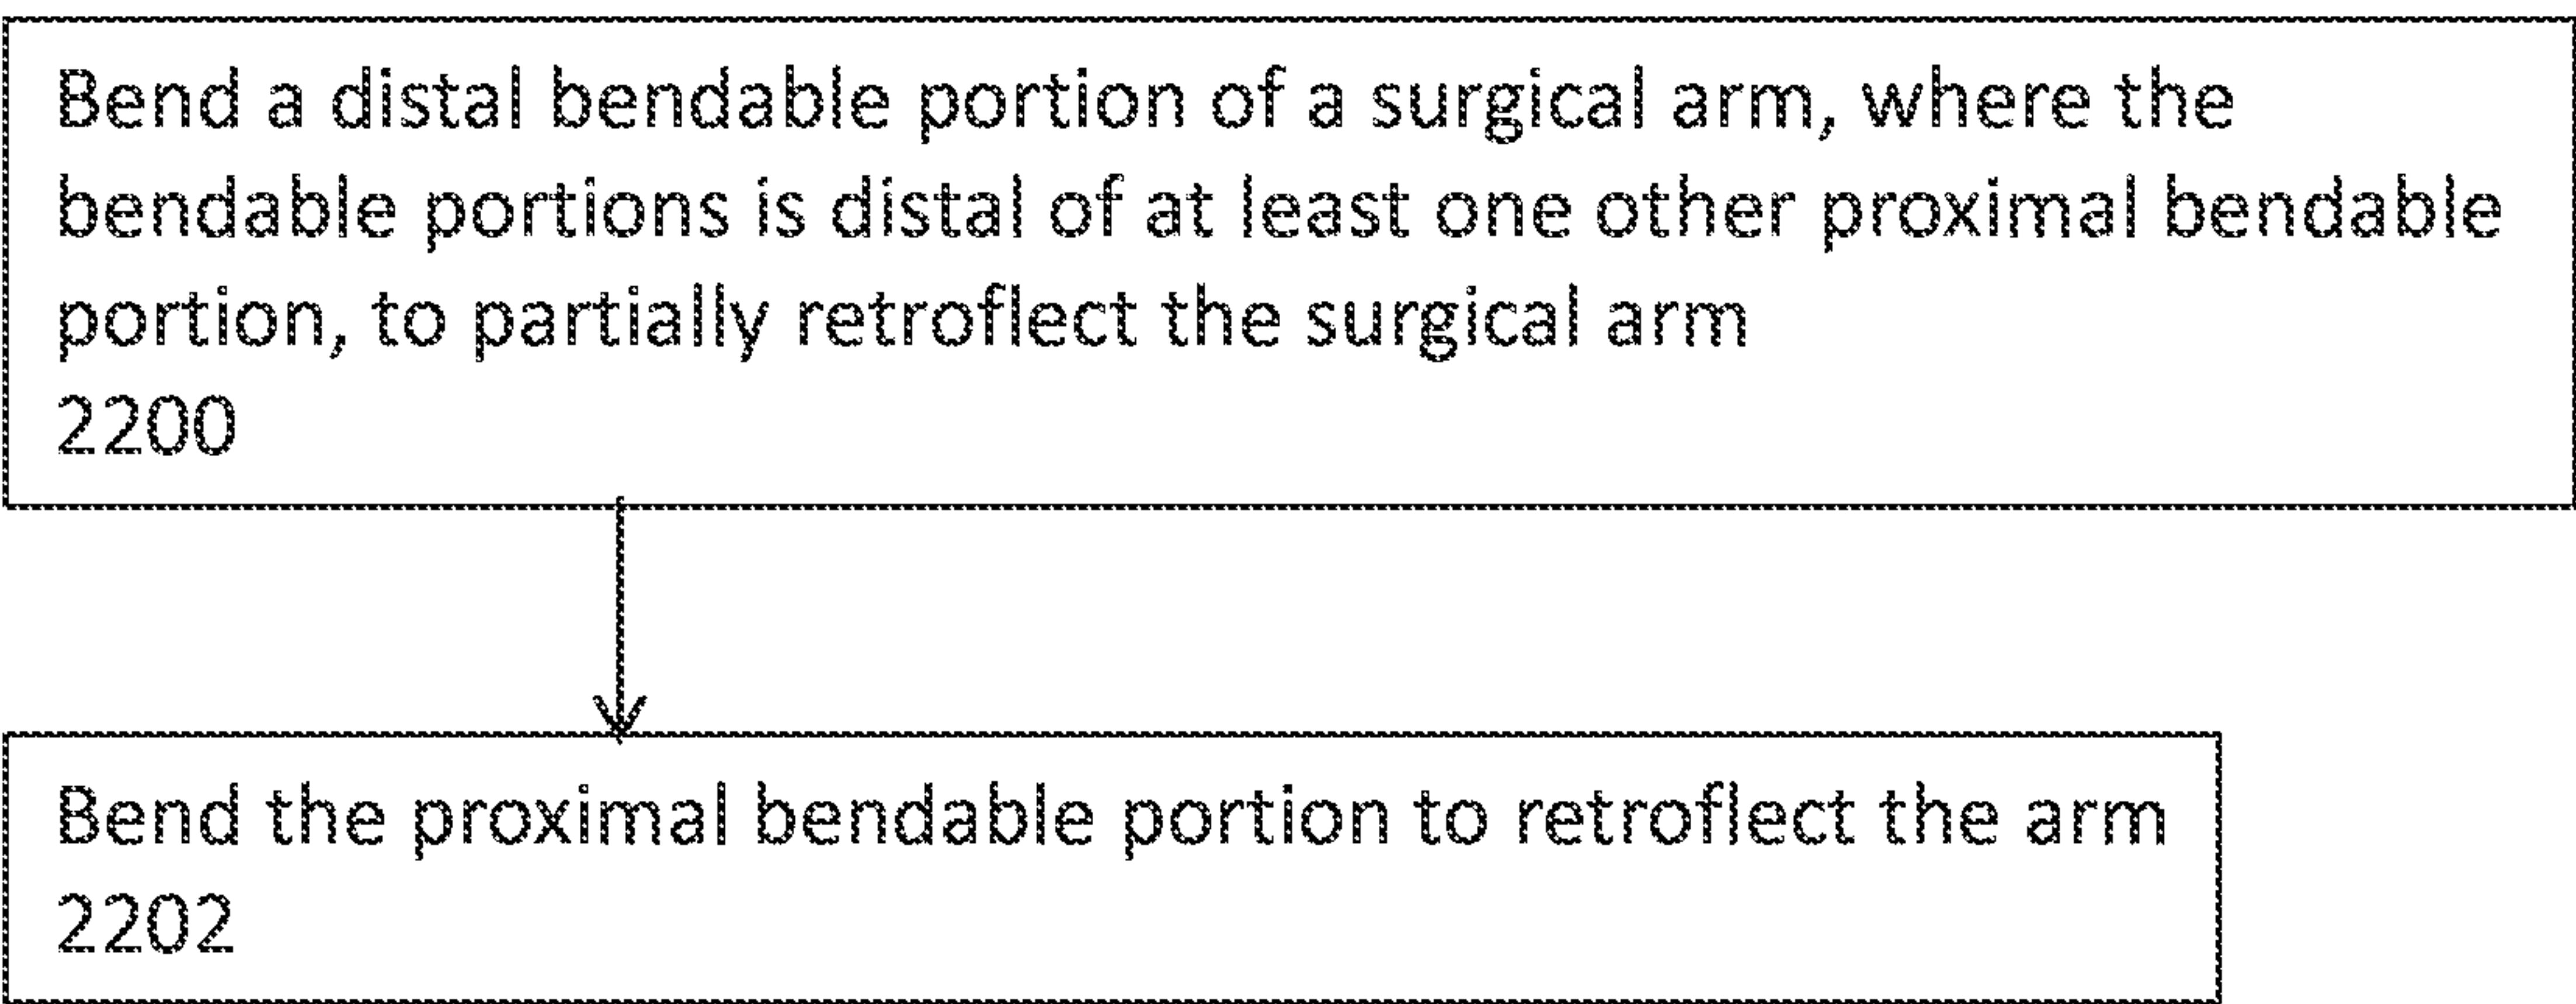 Bend a distal bendable portion of a surgical arm, where the
bendable portions is distal of at least one other proximal bendable
portion, to partially retroflect the surgical arm
2200
Bend the proximal bendable portion to retroflect the arm
2202